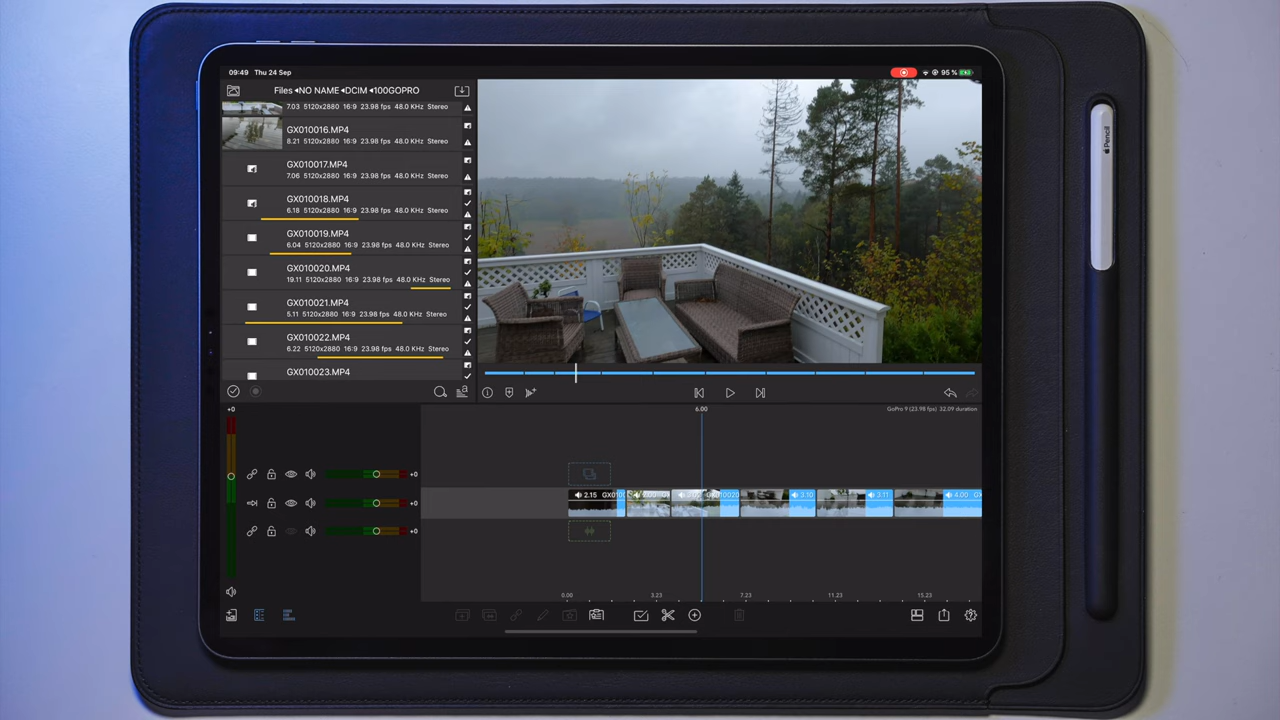 09:49 Thu 24 Sep
95 %
Files ◂NO NAME ◂DCIM ◂100GOPRO
7.03 5120x2880 16:9 23.98 fps 48.0 KHz Stereo
GX010016.MP4
8.21 5120x2880 16:9 23.98 fps 48.0 KHz Stereo
GX010017.MP4
7.06 5120x2880 16:9 23.98 fps 48.0 KHz Stereo
GX010018.MP4
6.18 5120x2880 16:9 23.98 fps 48.0 KHz Stereo
GX010019.MP4
6.04 5120x2880 16:9 23.98 fps 48.0 KHz Stereo
GX010020.MP4
19.11 5120x2880 16:9 23.98 fps 48.0 KHz Stereo
GX010021.MP4
5.11 5120x2880 16:9 23.98 fps 48.0 KHz Stereo
GX010022.MP4
6.22 5120x2880 16:9 23.98 fps 48.0 KHz Stereo
GX010023.MP4
+0
6.00
GoPro 9 (23.98 fps) 32.09 duration
+0
2.15 GX010
2.00 GX
GX010020
3.10
3.11
4.00 GX
+0
+0
0.00 3.23 7.23 11.23 15.23
Pencil